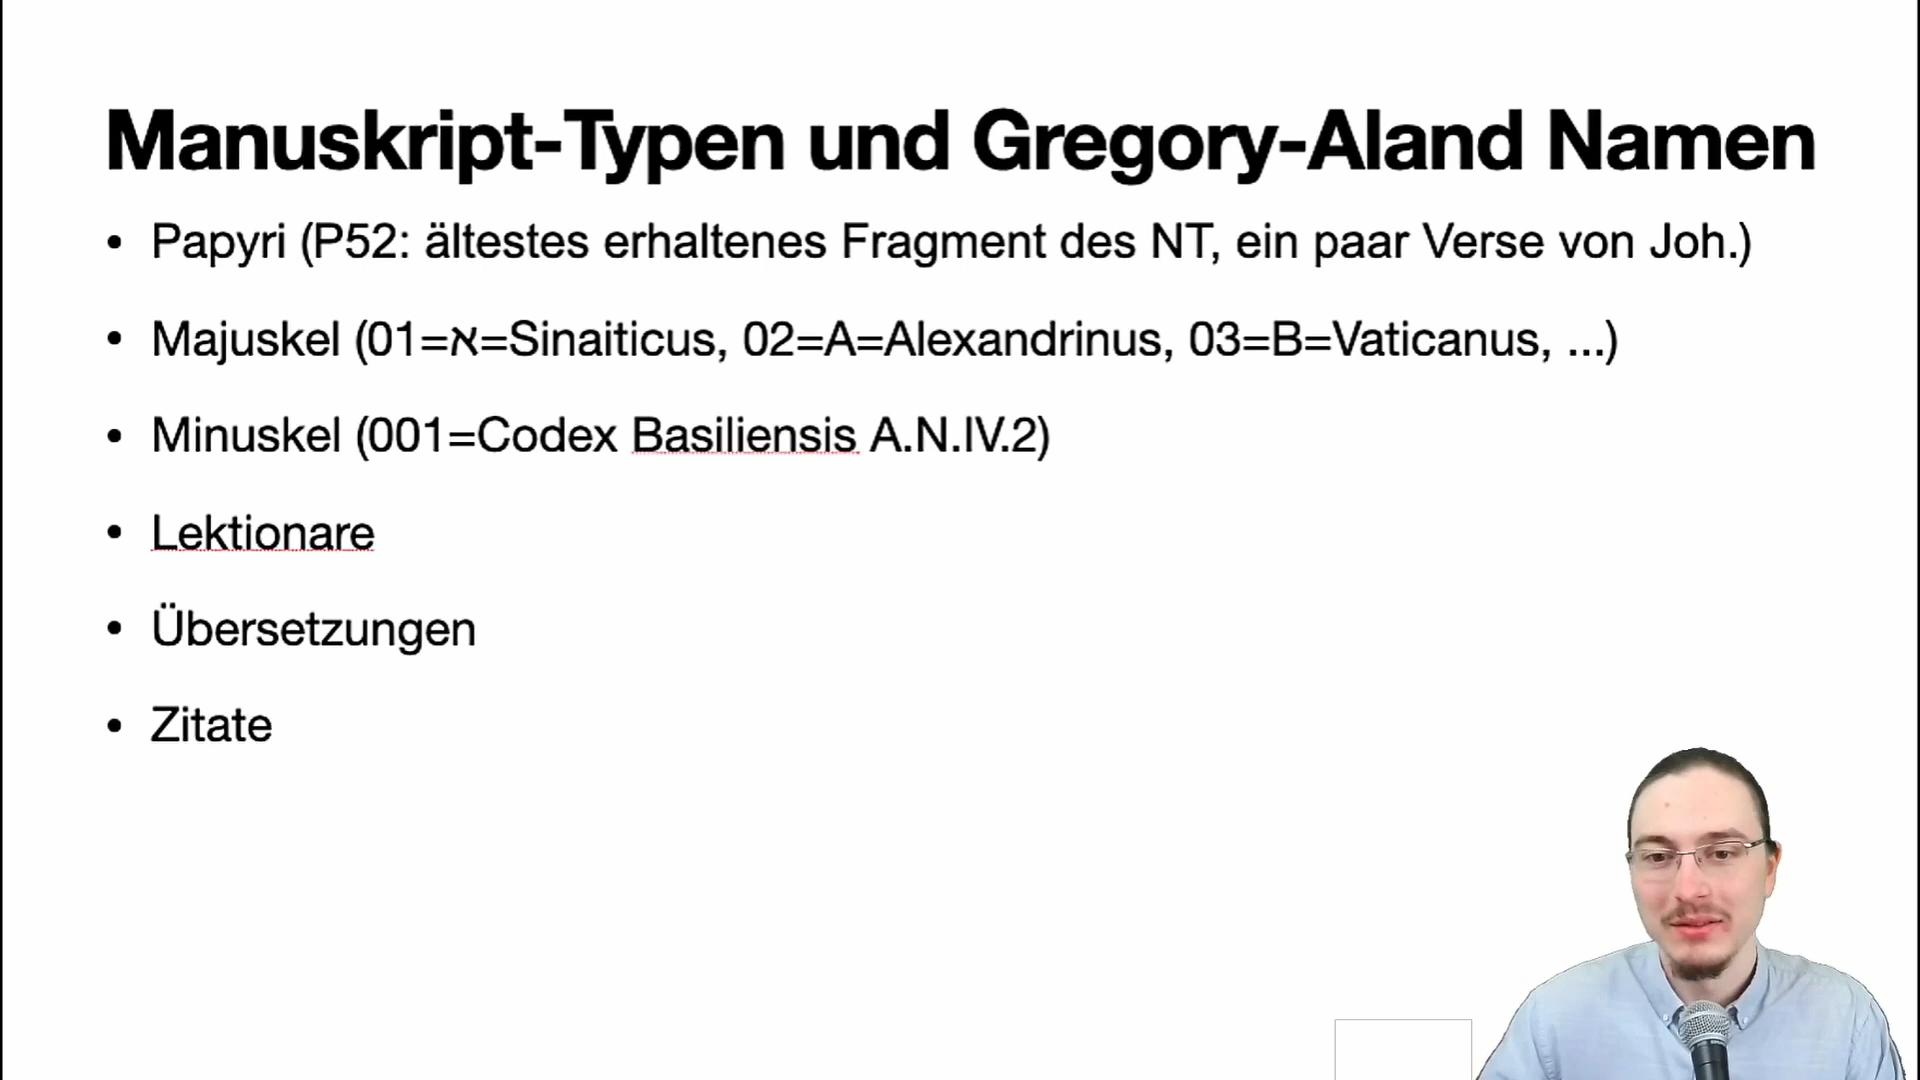 Manuskript-Typen und Gregory-Aland Namen
• Papyri (P52: ältestes erhaltenes Fragment des NT, ein paar Verse von Joh.)
• Majuskel (01=א=Sinaiticus, 02=A=Alexandrinus, 03=B=Vaticanus, ...)
• Minuskel (001=Codex Basiliensis A.N.IV.2)
• Lektionare
• Übersetzungen
• Zitate